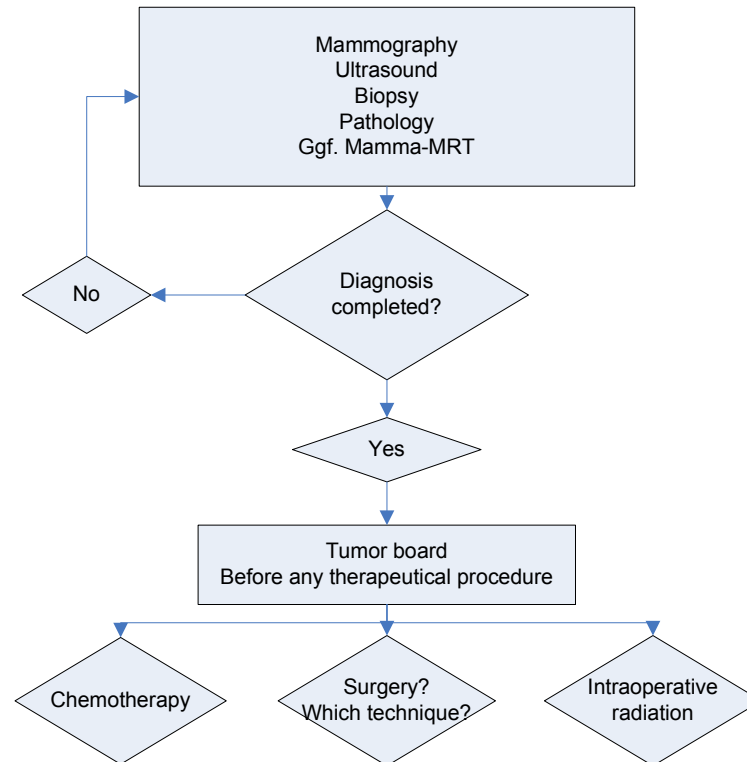 Mammography
Ultrasound
Biopsy
Pathology
Ggf. Mamma-MRT
Diagnosis
completed?
No
Yes
Tumor board
Before any therapeutical procedure
Chemotherapy
Surgery?
Which technique?
Intraoperative
radiation